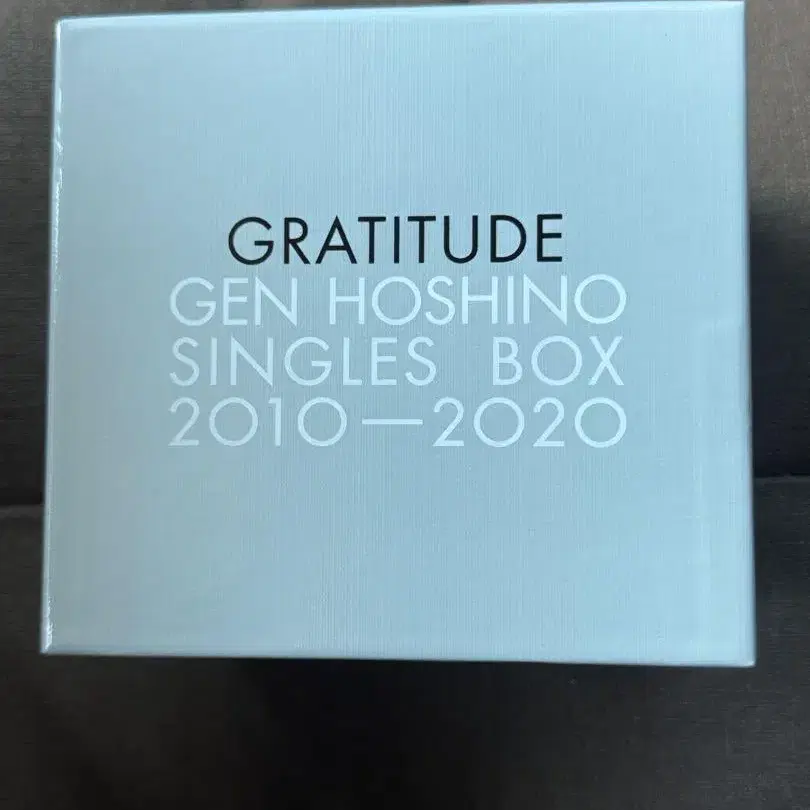 GRATITUDE
GEN HOSHINO
SINGLES BOX
2010—2020